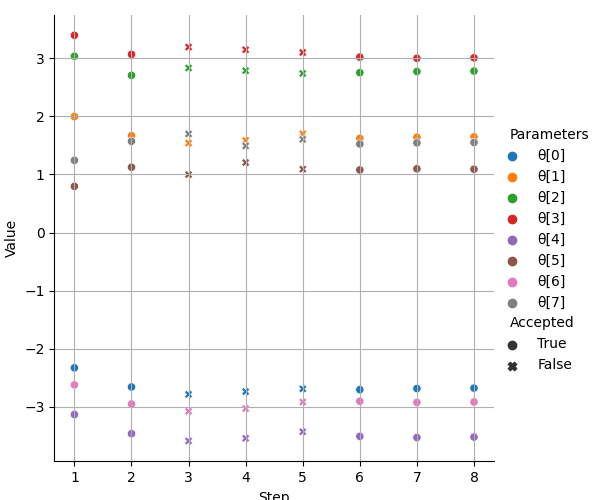 3
2
1
0
−1
−2
−3
Value
1 2 3 4 5 6 7 8
Step
Parameters
θ[0]
θ[1]
θ[2]
θ[3]
θ[4]
θ[5]
θ[6]
θ[7]
Accepted
True
False